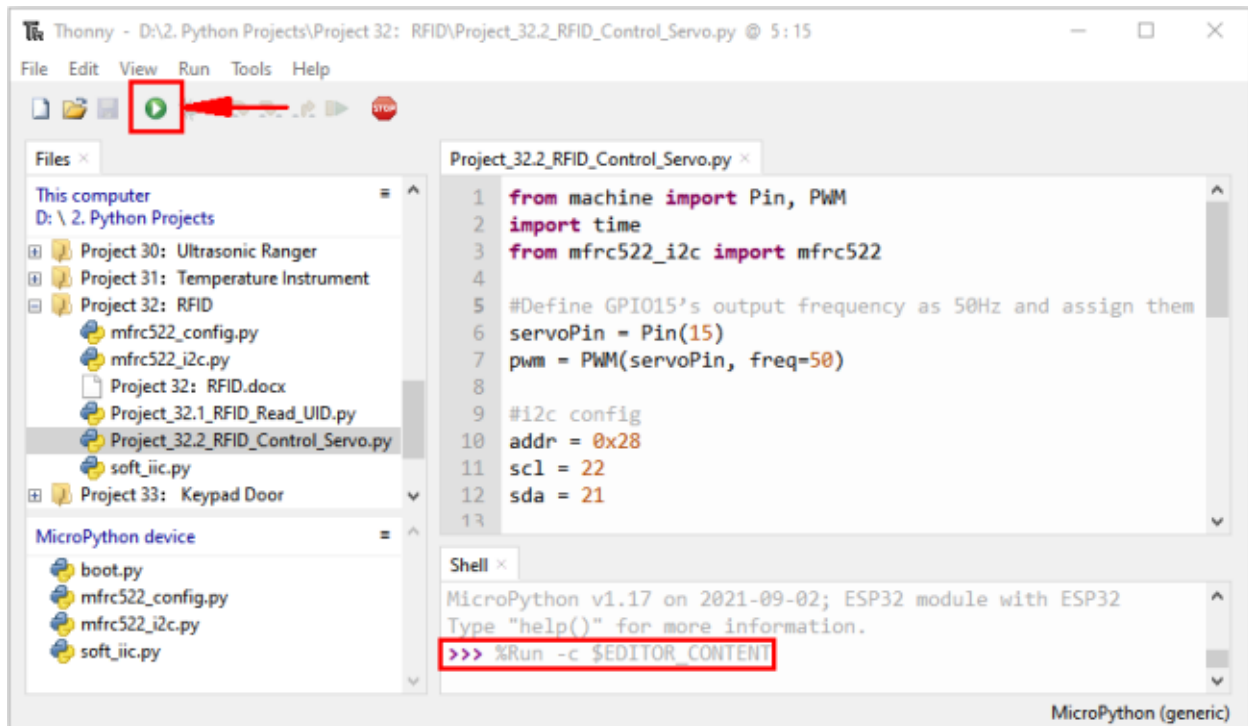 Thonny - D:\2. Python Projects\Project 32: RFID\Project_32.2_RFID_Control_Servo.py @ 5:15
File Edit View Run Tools Help
STOP
Files
This computer
D: \ 2. Python Projects
Project 30: Ultrasonic Ranger
Project 31: Temperature Instrument
Project 32: RFID
mfrc522_config.py
mfrc522_i2c.py
Project 32: RFID.docx
Project_32.1_RFID_Read_UID.py
Project_32.2_RFID_Control_Servo.py
soft_iic.py
Project 33: Keypad Door
MicroPython device
boot.py
mfrc522_config.py
mfrc522_i2c.py
soft_iic.py
Project_32.2_RFID_Control_Servo.py
1 from machine import Pin, PWM
2 import time
3 from mfrc522_i2c import mfrc522
4
5 #Define GPIO15’s output frequency as 50Hz and assign them
6 servoPin = Pin(15)
7 pwm = PWM(servoPin, freq=50)
8
9 #i2c config
10 addr = 0x28
11 scl = 22
12 sda = 21
13
Shell
MicroPython v1.17 on 2021-09-02; ESP32 module with ESP32
Type "help()" for more information.
>>> %Run -c $EDITOR_CONTENT
MicroPython (generic)